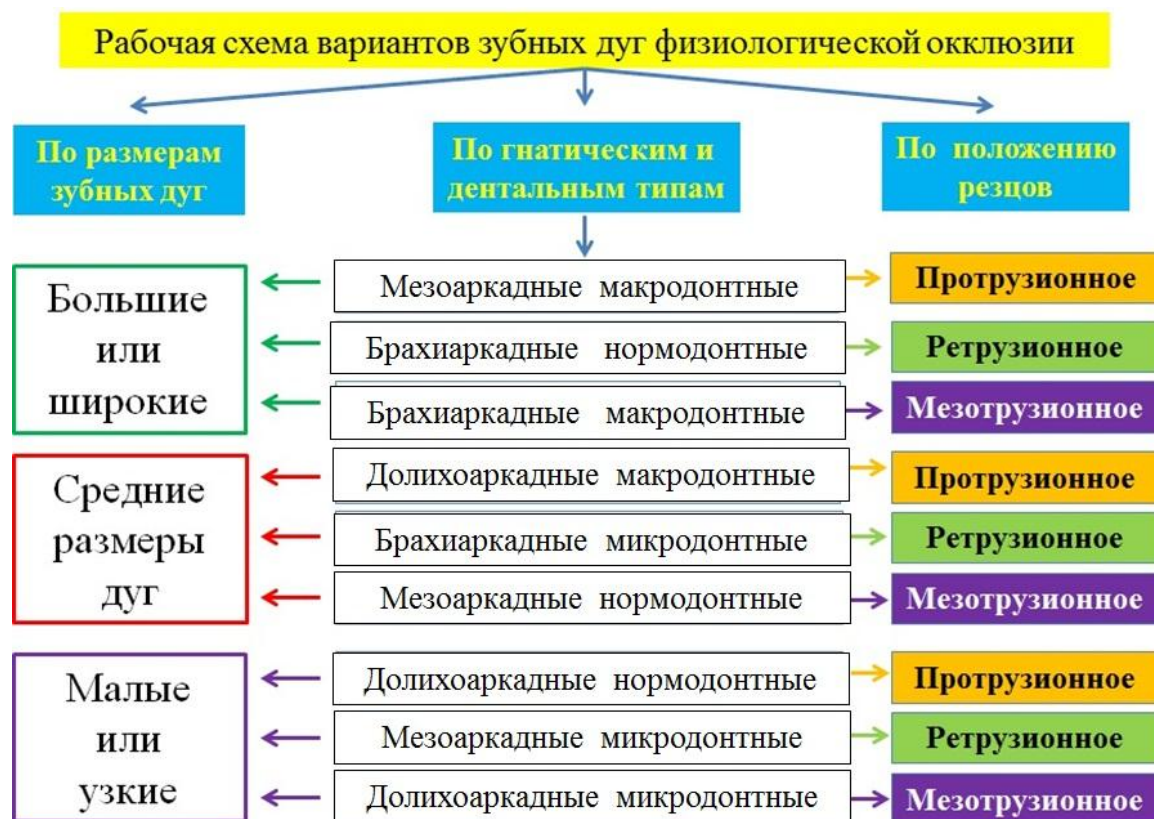 Рабочая схема вариантов зубных дуг физиологической окклюзии
По размерам
зубных дуг
По гнатическим и
дентальным типам
По положению
резцов
Большие
или
широкие
Мезоаркадные макродонтные
Протрузионное
Брахиаркадные нормодонтные
Ретрузионное
Брахиаркадные макродонтные
Мезотрузионное
Средние
размеры
дуг
Долихоаркадные макродонтные
Протрузионное
Брахиаркадные микродонтные
Ретрузионное
Мезоаркадные нормодонтные
Мезотрузионное
Малые
или
узкие
Долихоаркадные нормодонтные
Протрузионное
Мезоаркадные микродонтные
Ретрузионное
Долихоаркадные микродонтные
Мезотрузионное